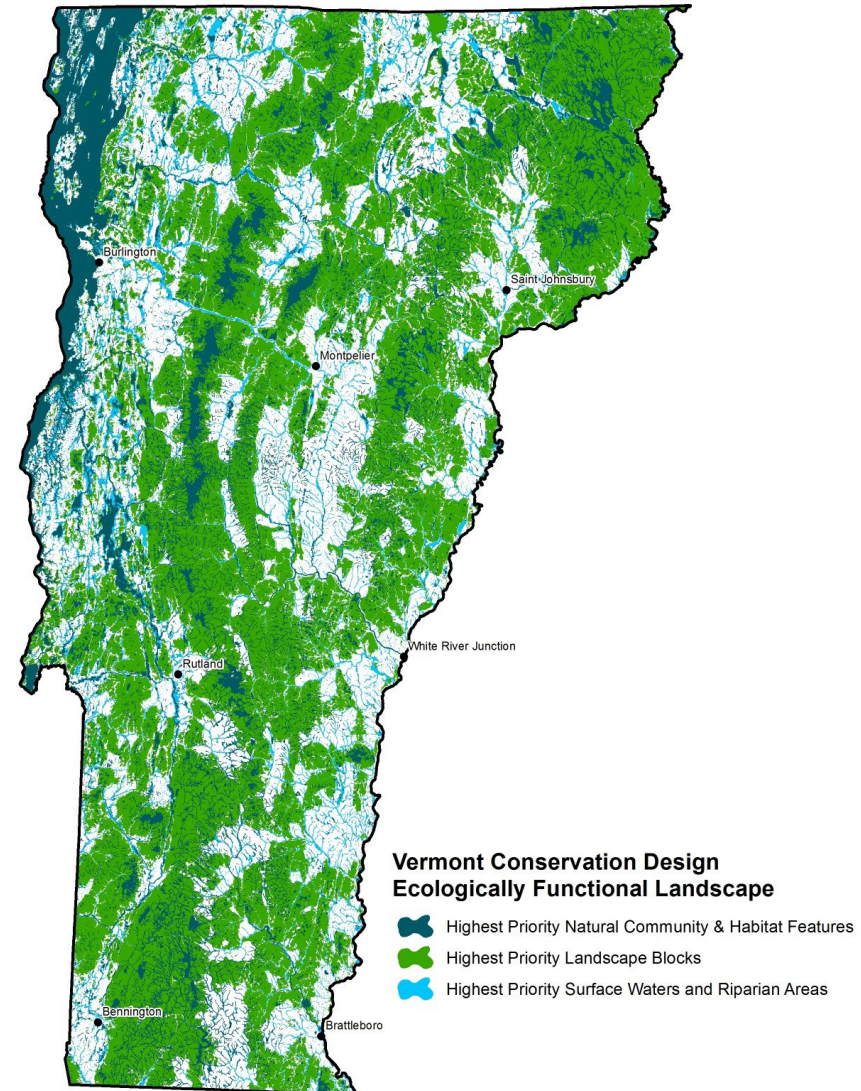 Burlington
Saint Johnsbury
Montpelier
White River Junction
Rutland
Vermont Conservation Design
Ecologically Functional Landscape
Highest Priority Natural Community & Habitat Features
Highest Priority Landscape Blocks
Highest Priority Surface Waters and Riparian Areas
Bennington
Brattleboro